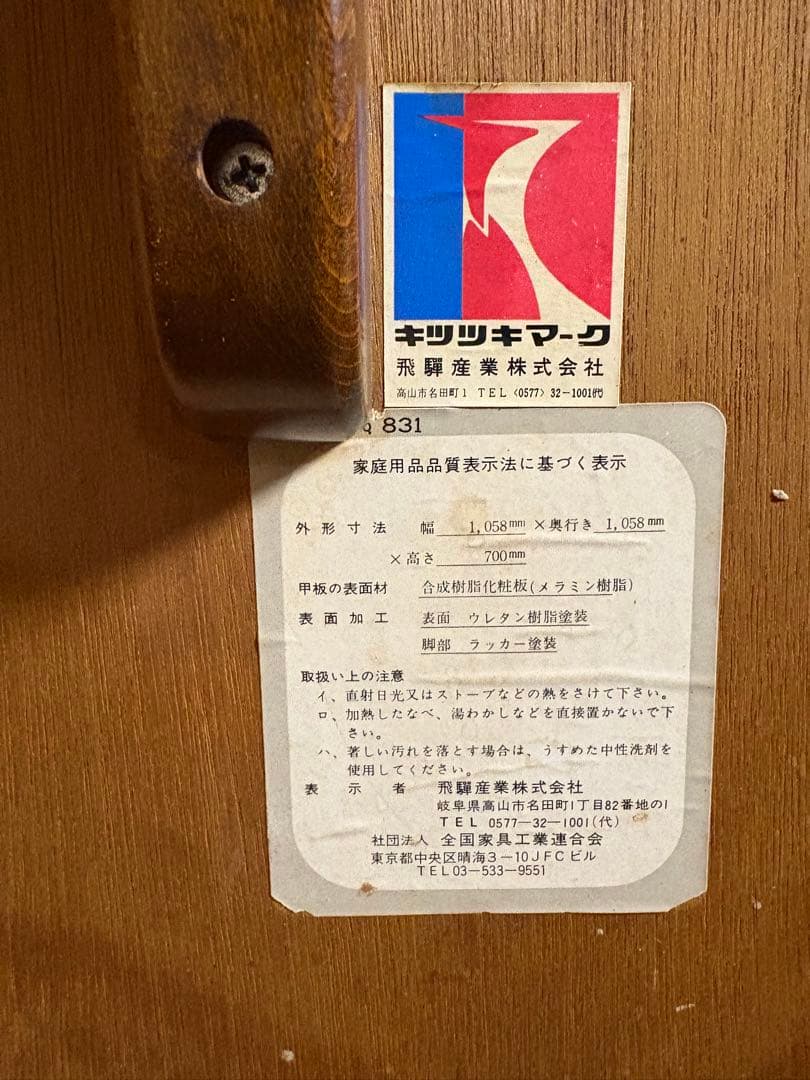 キツツキマーク
飛驒産業株式会社
高山市名田町1 TEL〈0577〉32-1001㈹
831
家庭用品品質表示法に基づく表示
外形寸法 幅 1,058mm ×奥行き 1,058mm
×高さ 700mm
甲板の表面材 合成樹脂化粧板(メラミン樹脂)
表面加工 表面 ウレタン樹脂塗装
脚部 ラッカー塗装
取扱い上の注意
イ、直射日光又はストーブなどの熱をさけて下さい。
ロ、加熱したなべ、湯わかしなどを直接置かないで下
さい。
ハ、著しい汚れを落とす場合は、うすめた中性洗剤を
使用してください。
表示者 飛驒産業株式会社
岐阜県高山市名田町1丁目82番地の1
TEL 0577-32-1001(代)
社団法人 全国家具工業連合会
東京都中央区晴海3-10JFCビル
TEL03-533-9551